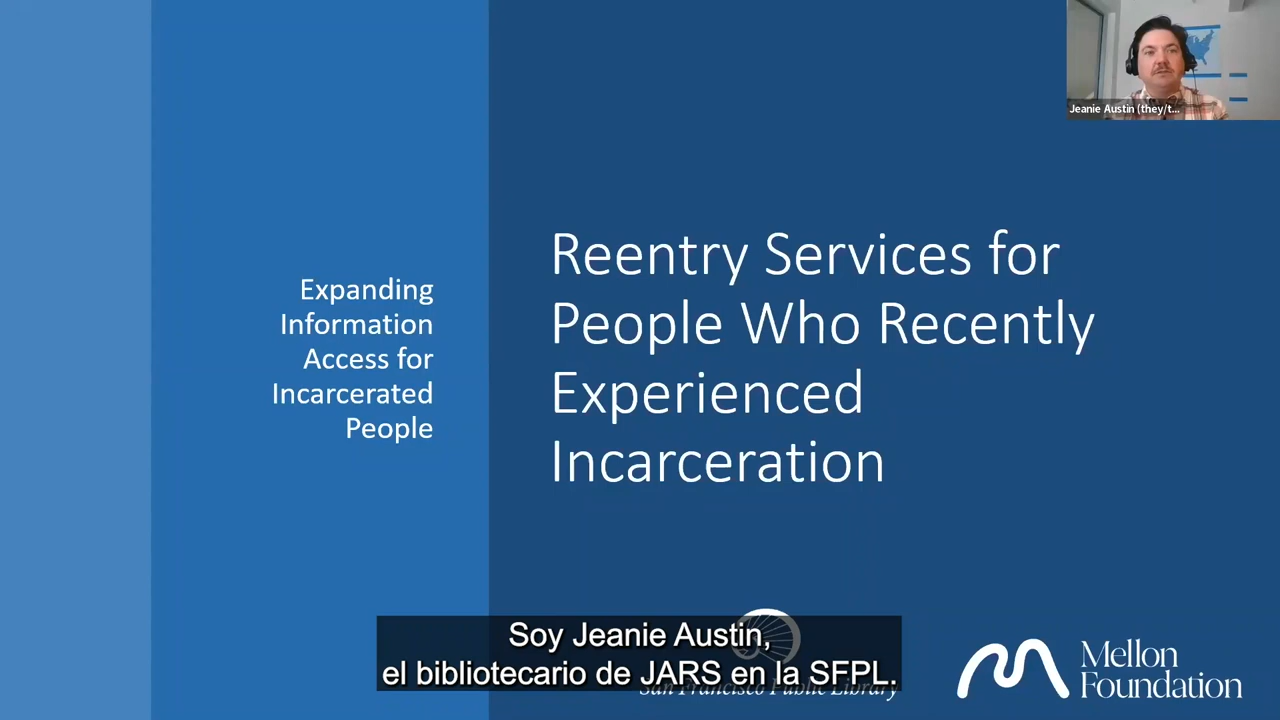 Jeanie Austin (they/t...
Expanding
Information
Access for
Incarcerated
People
Reentry Services for
People Who Recently
Experienced
Incarceration
Soy Jeanie Austin,
el bibliotecario de JARS en la SFPL.
San Francisco Public Library
Mellon
Foundation